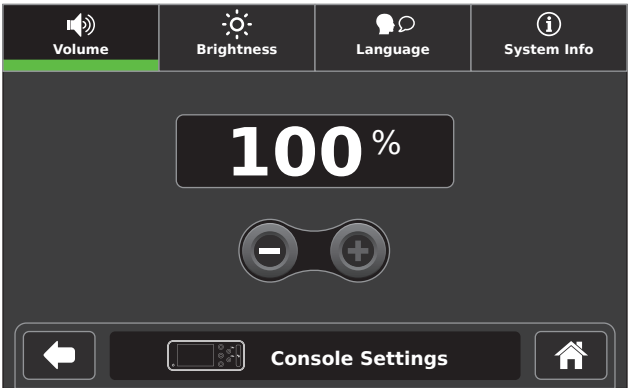 Volume
Brightness
Language
System Info
100%
Console Settings